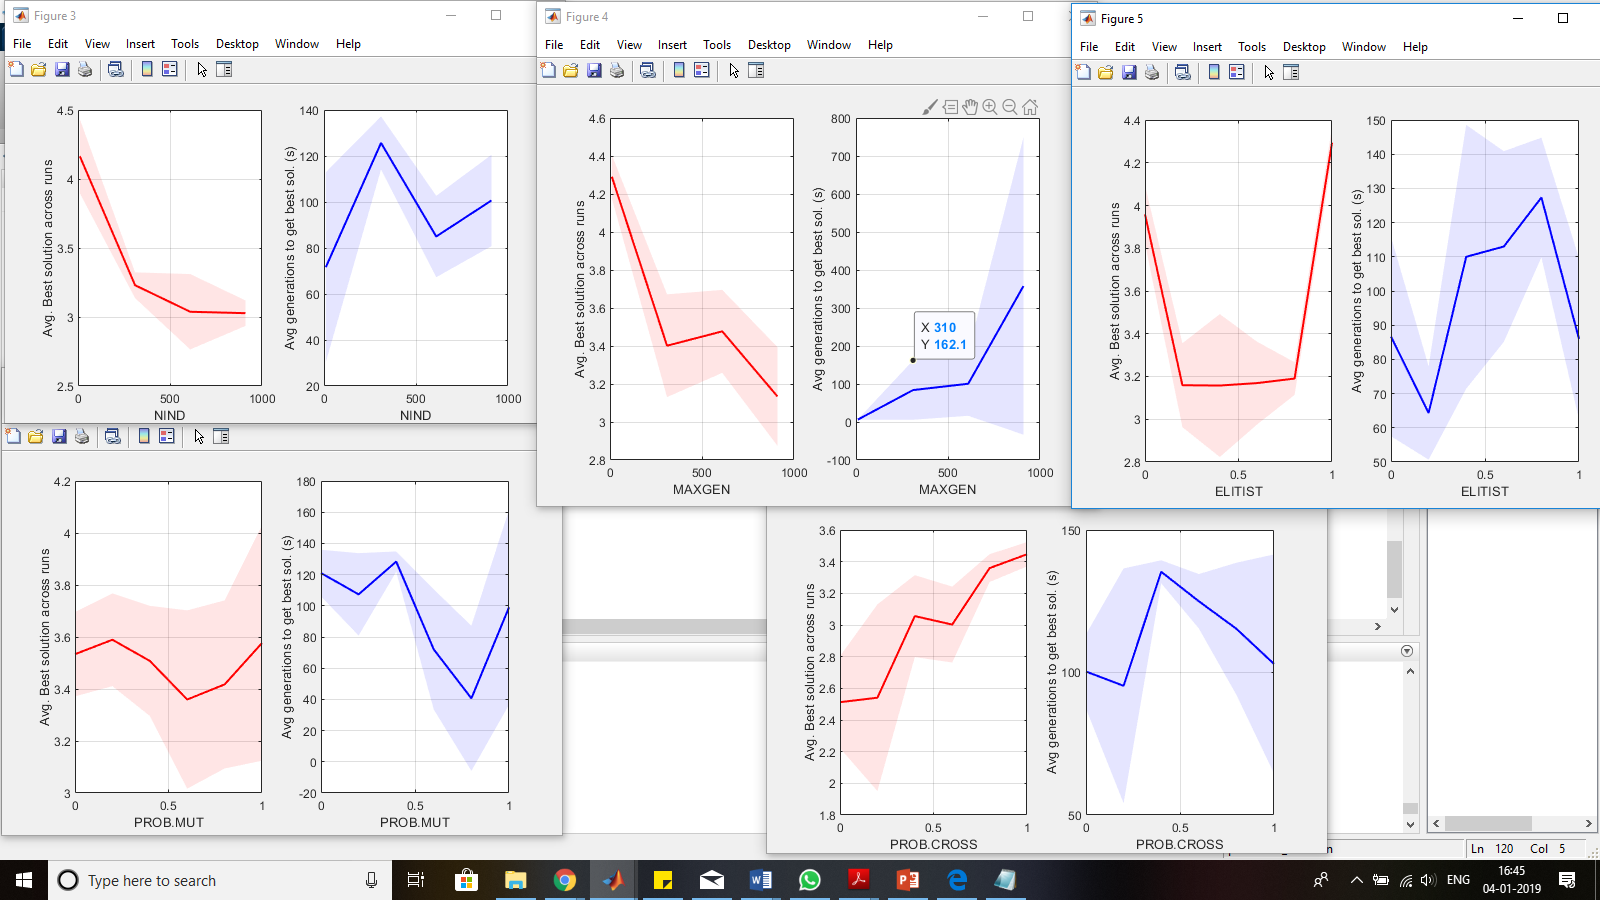 Figure 3
File Edit View Insert Tools Desktop Window Help
4.5
4
3.5
3
2.5
0 500 1000
NIND
Avg. Best solution across runs
140
120
100
80
60
40
20
0 500 1000
NIND
Avg generations to get best sol. (s)
Figure 4
File Edit View Insert Tools Desktop Window Help
4.6
4.4
4.2
4
3.8
3.6
3.4
3.2
3
2.8
0 500 1000
MAXGEN
Avg. Best solution across runs
800
700
600
500
400
300
200
100
0
-100
0 500 1000
MAXGEN
Avg generations to get best sol. (s)
X 310
Y 162.1
Figure 5
File Edit View Insert Tools Desktop Window Help
4.4
4.2
4
3.8
3.6
3.4
3.2
3
2.8
0 0.5 1
ELITIST
Avg. Best solution across runs
150
140
130
120
110
100
90
80
70
60
50
0 0.5 1
ELITIST
Avg generations to get best sol. (s)
4.2
4
3.8
3.6
3.4
3.2
3
0 0.5 1
PROB.MUT
Avg. Best solution across runs
180
160
140
120
100
80
60
40
20
0
-20
0 0.5 1
PROB.MUT
Avg generations to get best sol. (s)
3.6
3.4
3.2
3
2.8
2.6
2.4
2.2
2
1.8
0 0.5 1
PROB.CROSS
Avg. Best solution across runs
150
100
50
0 0.5 1
PROB.CROSS
Avg generations to get best sol. (s)
Ln 120 Col 5
Type here to search
ENG
16:45
04-01-2019